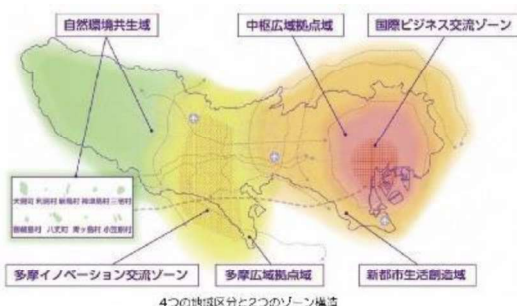 自然環境共生域
中枢広域拠点域
国際ビジネス交流ゾーン
大島町 利島村 新島村 神津島村 三宅村
御蔵島村 八丈町 青ヶ島村 小笠原村
多摩イノベーション交流ゾーン
多摩広域拠点域
新都市生活創造域
4つの地域区分と2つのゾーン構造